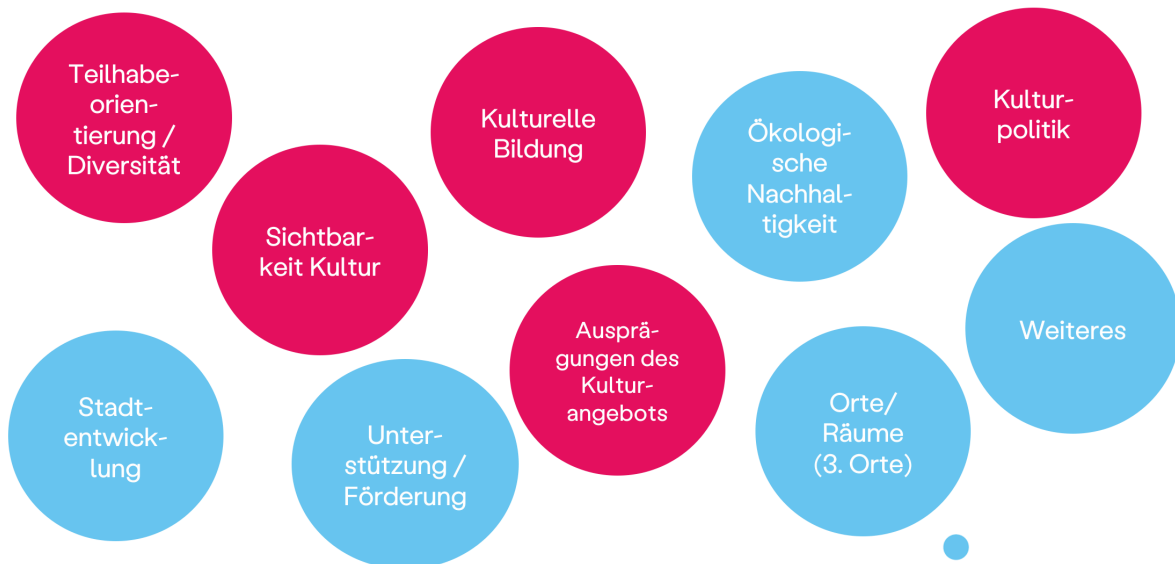 Teilhabe-
orien-
tierung /
Diversität
Kulturelle
Bildung
Ökologi-
sche
Nachhal-
tigkeit
Kultur-
politik
Sichtbar-
keit Kultur
Ausprä-
gungen des
Kultur-
angebots
Weiteres
Stadt-
entwick-
lung
Unter-
stützung /
Förderung
Orte/
Räume
(3. Orte)